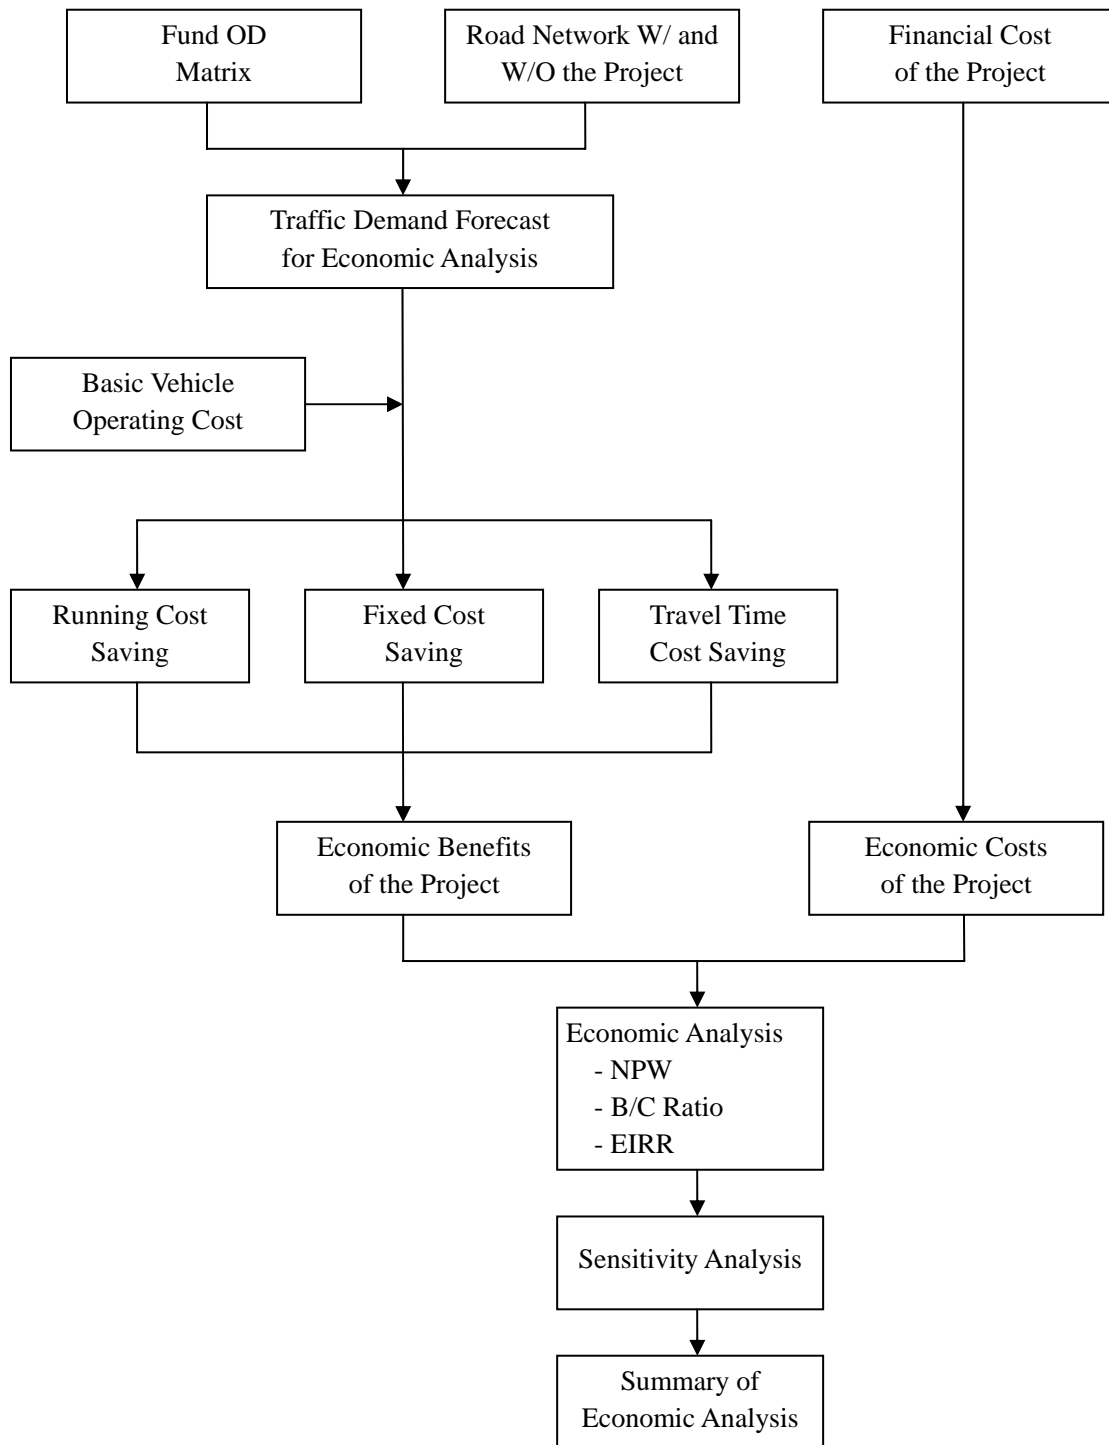 Fund OD
Matrix
Road Network W/ and
W/O the Project
Financial Cost
of the Project
Traffic Demand Forecast
for Economic Analysis
Basic Vehicle
Operating Cost
Running Cost
Saving
Fixed Cost
Saving
Travel Time
Cost Saving
Economic Benefits
of the Project
Economic Costs
of the Project
Economic Analysis
- NPW
- B/C Ratio
- EIRR
Sensitivity Analysis
Summary of
Economic Analysis